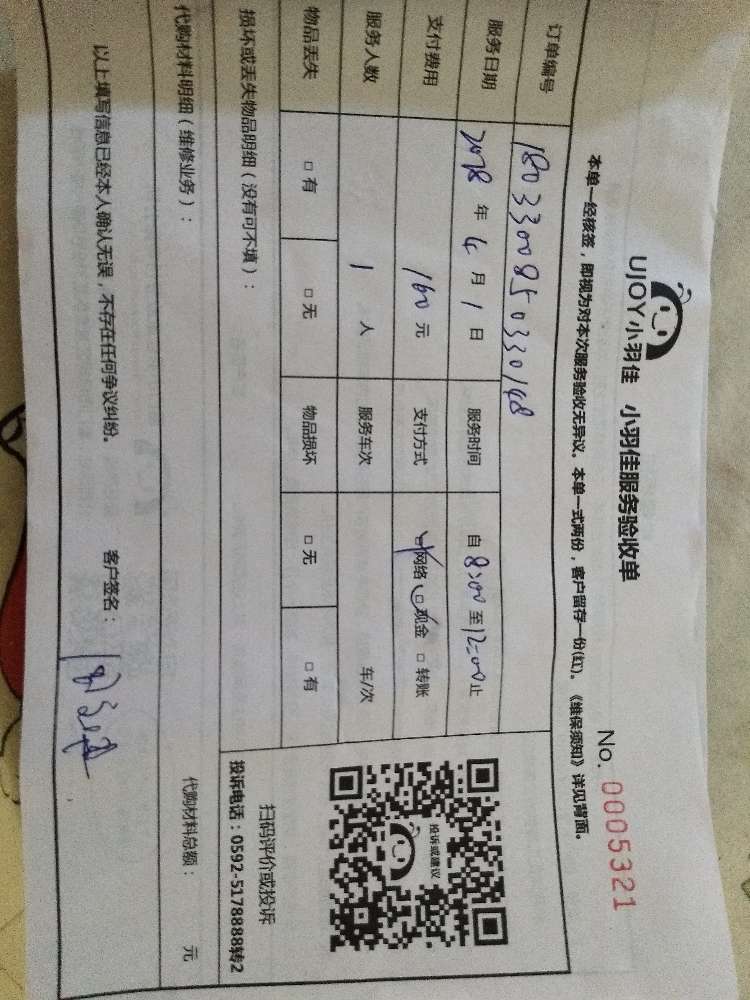 UJOY小羽佳 小羽佳服务验收单 No. 0005321
本单一经核签，即视为对本次服务验收无异议。本单一式两份，客户留存一份(红)。《维保须知》详见背面。
订单编号 1803300850330148
服务日期 2018 年 4 月 1 日 服务时间 自 8:00 至 12:00 止
支付费用 160 元 支付方式 □网络 □现金 □转账
服务人数 1 人 服务车次 车/次
物品丢失 □有 □无 物品损坏 □无 □有
投诉或建议
损坏或丢失物品明细（没有可不填）：
扫码评价或投诉
投诉电话：0592-5178888转2
代购材料明细（维修业务）： 代购材料总额： 元
以上填写信息已经本人确认无误，不存在任何争议纠纷。 客户签名：